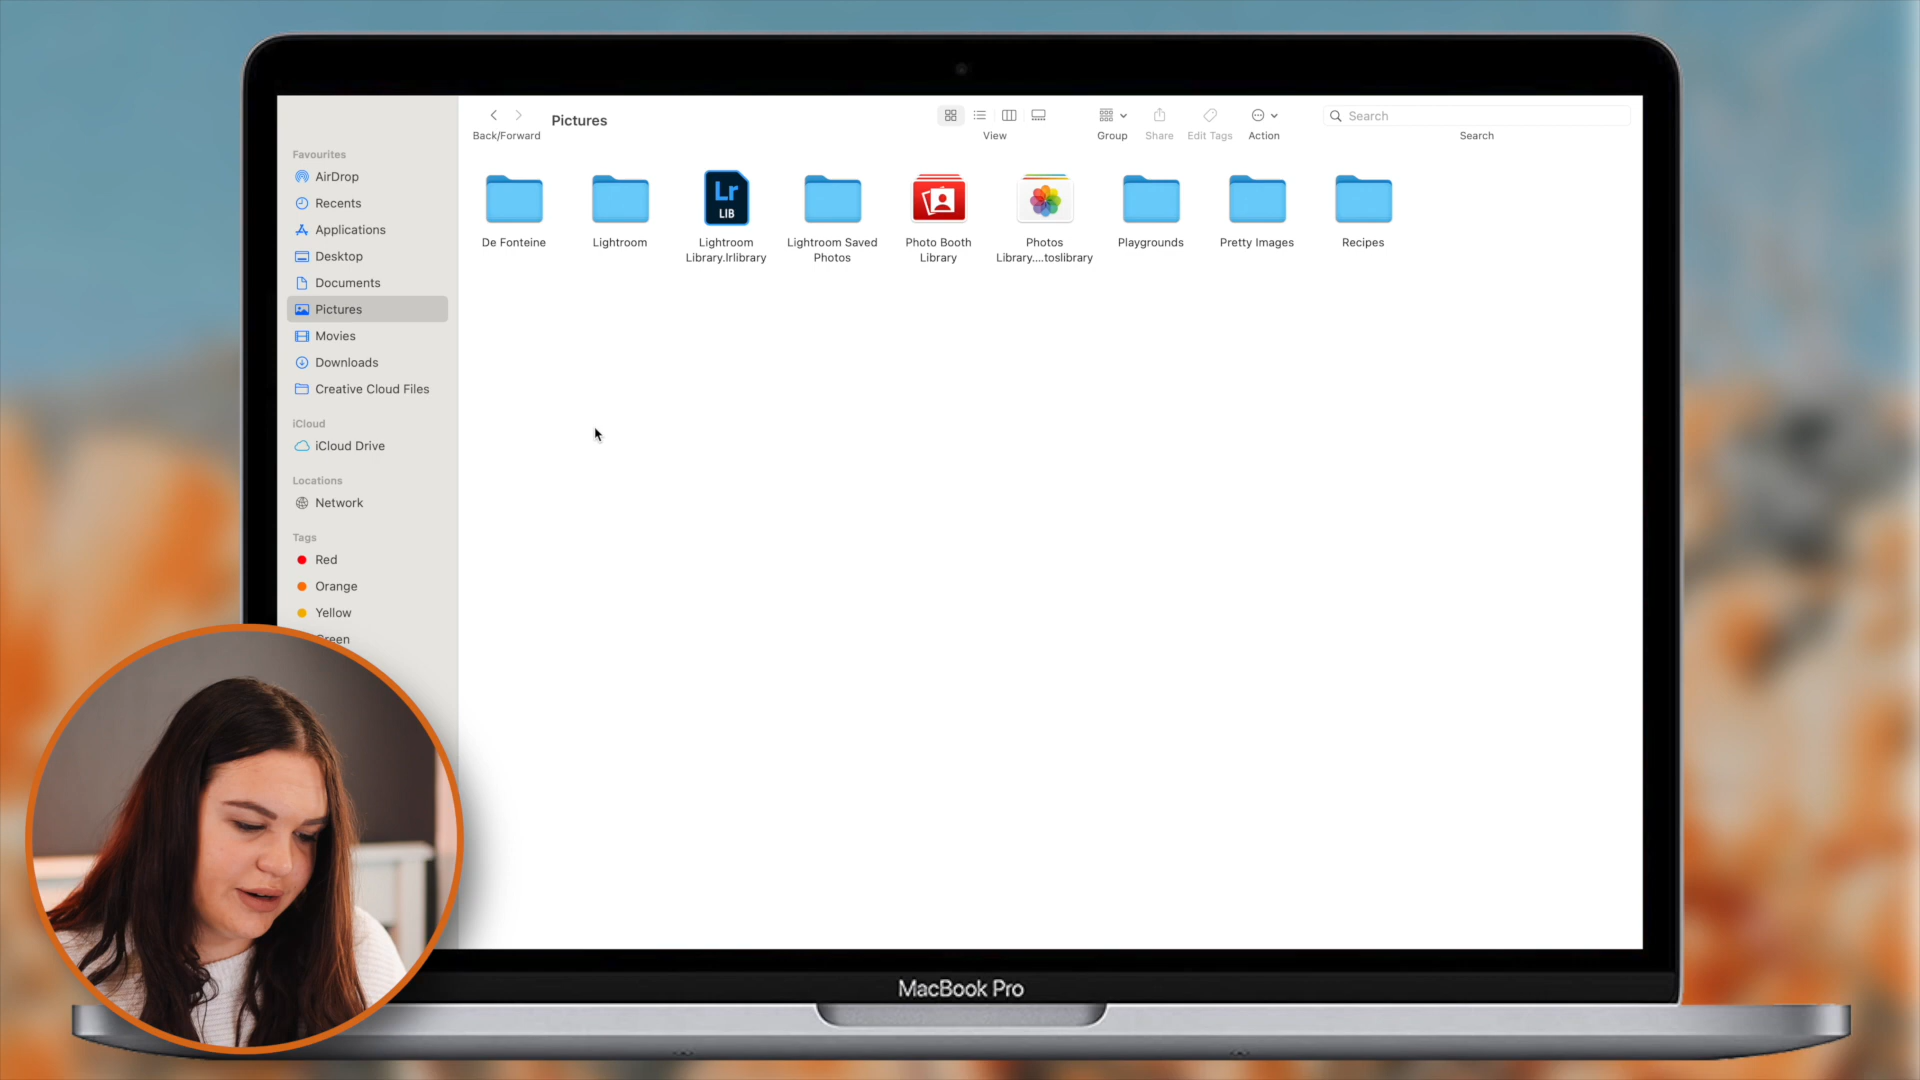 Back/Forward
Pictures
View
Group
Share
Edit Tags
Action
Search
Search
Favourites
AirDrop
Recents
Applications
Desktop
Documents
Pictures
Movies
Downloads
Creative Cloud Files
iCloud
iCloud Drive
Locations
Network
Tags
Red
Orange
Yellow
Green
De Fonteine
Lightroom
Lr
LIB
Lightroom
Library.lrlibrary
Lightroom Saved
Photos
Photo Booth
Library
Photos
Library....toslibrary
Playgrounds
Pretty Images
Recipes
MacBook Pro